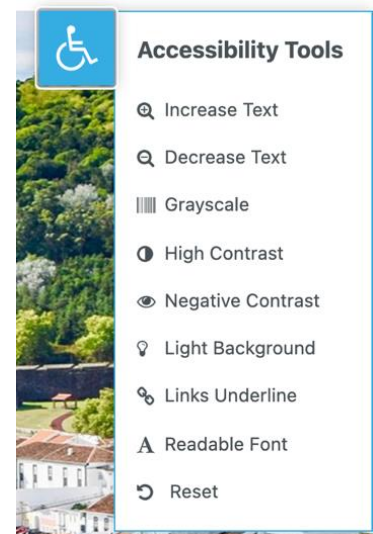 Accessibility Tools
Increase Text
Decrease Text
Grayscale
High Contrast
Negative Contrast
Light Background
Links Underline
Readable Font
Reset